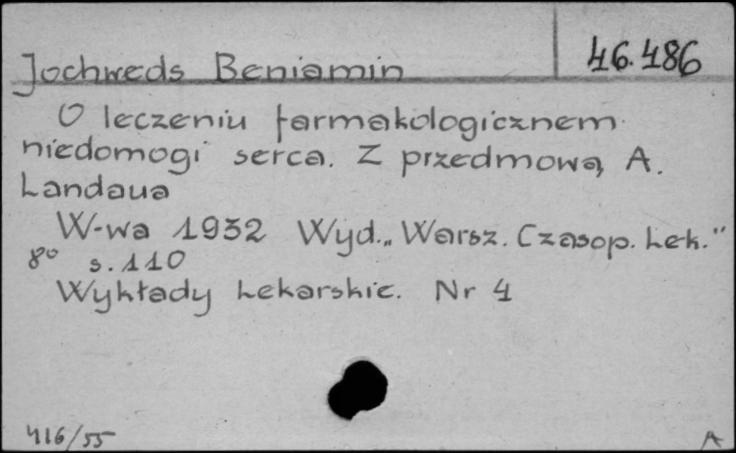 Jochweds Beniamin 46.486
O leczeniu farmakologicznem
niedomogi serca. Z przedmową A.
Landaua
W-wa 1932 Wyd. „Warsz. Czasop. Lek."
8° s. 110
Wykłady Lekarskie. Nr 4
416/55 A